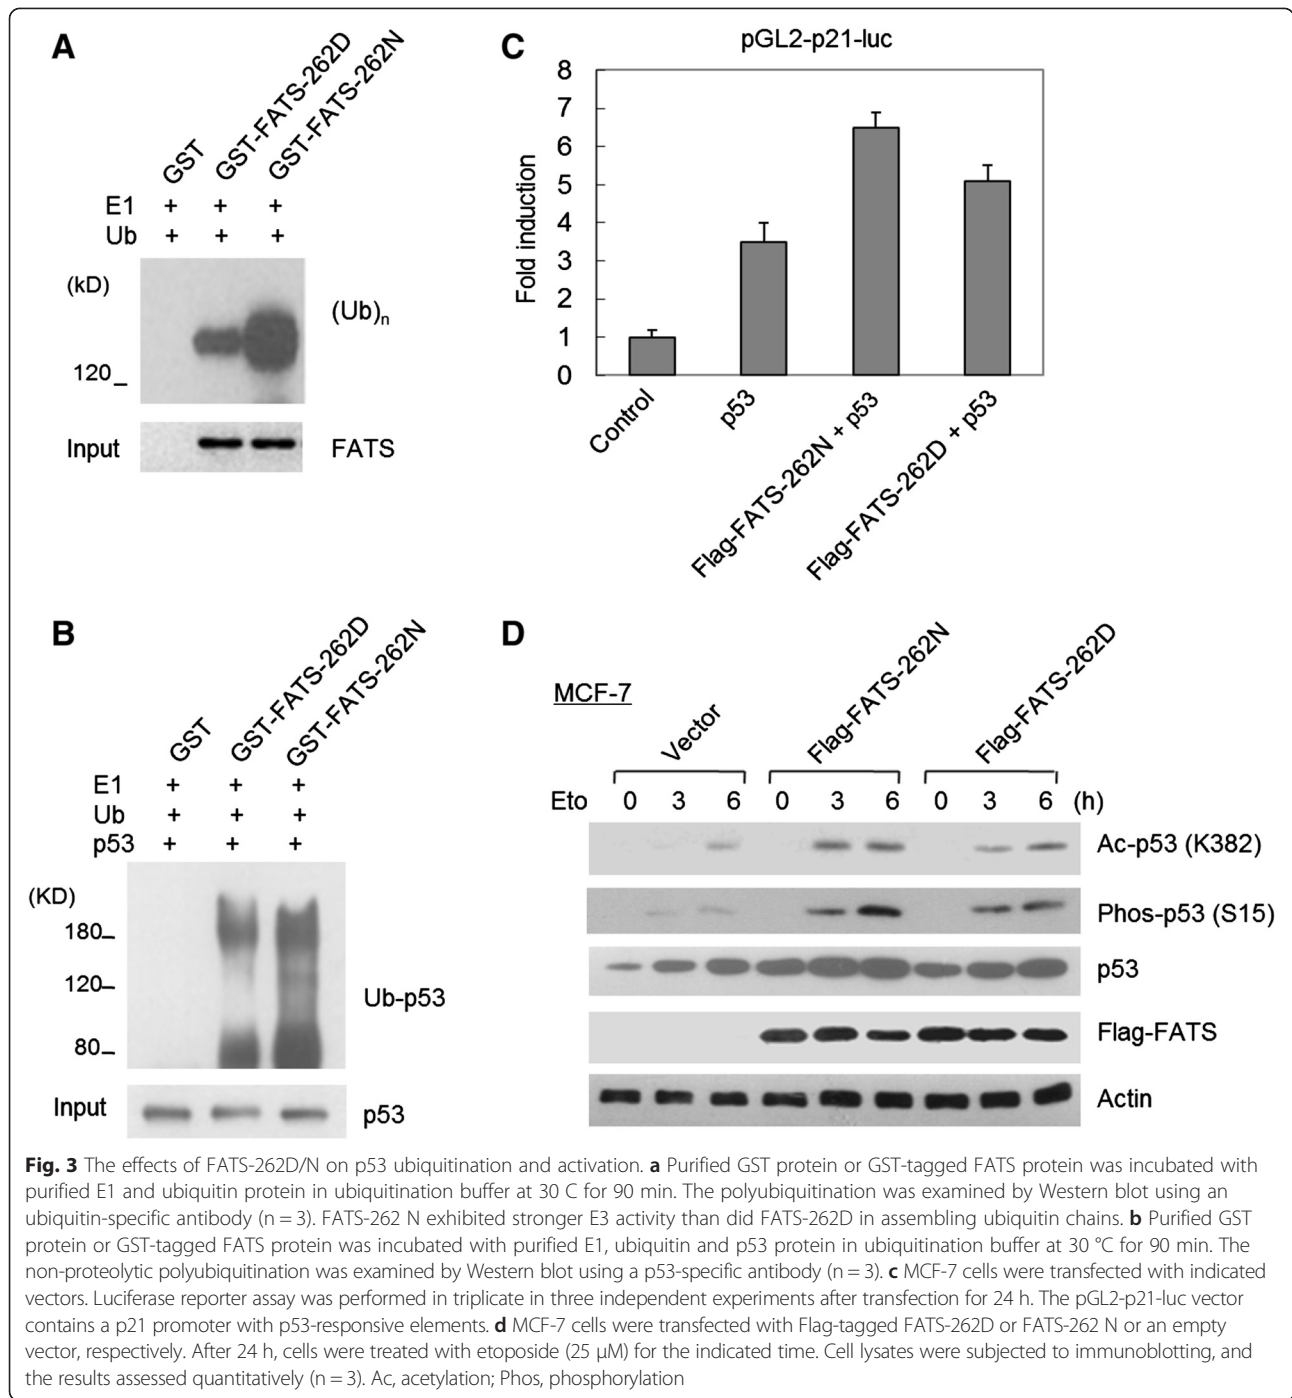 A
GST
GST-FATS-262D
GST-FATS-262N
E1 + + +
Ub + + +
(kD)
(Ub)n
120
Input
FATS
C
pGL2-p21-luc
Fold induction
8
7
6
5
4
3
2
1
0
Control
p53
Flag-FATS-262N + p53
Flag-FATS-262D + p53
B
GST
GST-FATS-262D
GST-FATS-262N
E1 + + +
Ub + + +
p53 + + +
(KD)
180
120
Ub-p53
80
Input
p53
D
MCF-7
Vector
Flag-FATS-262N
Flag-FATS-262D
Eto 0 3 6 0 3 6 0 3 6 (h)
Ac-p53 (K382)
Phos-p53 (S15)
p53
Flag-FATS
Actin
Fig. 3 The effects of FATS-262D/N on p53 ubiquitination and activation. a Purified GST protein or GST-tagged FATS protein was incubated with
purified E1 and ubiquitin protein in ubiquitination buffer at 30 C for 90 min. The polyubiquitination was examined by Western blot using an
ubiquitin-specific antibody (n = 3). FATS-262 N exhibited stronger E3 activity than did FATS-262D in assembling ubiquitin chains. b Purified GST
protein or GST-tagged FATS protein was incubated with purified E1, ubiquitin and p53 protein in ubiquitination buffer at 30 °C for 90 min. The
non-proteolytic polyubiquitination was examined by Western blot using a p53-specific antibody (n = 3). c MCF-7 cells were transfected with indicated
vectors. Luciferase reporter assay was performed in triplicate in three independent experiments after transfection for 24 h. The pGL2-p21-luc vector
contains a p21 promoter with p53-responsive elements. d MCF-7 cells were transfected with Flag-tagged FATS-262D or FATS-262 N or an empty
vector, respectively. After 24 h, cells were treated with etoposide (25 μM) for the indicated time. Cell lysates were subjected to immunoblotting, and
the results assessed quantitatively (n = 3). Ac, acetylation; Phos, phosphorylation